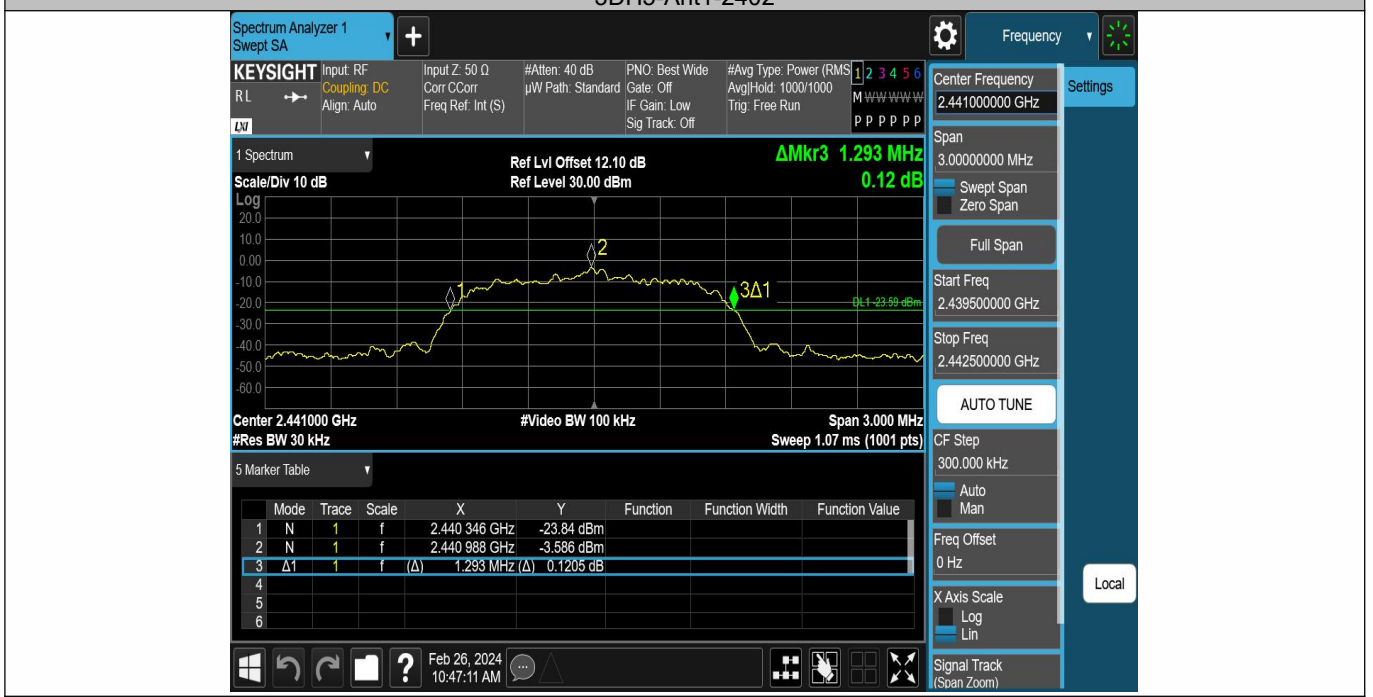 3DH5-Ant1-2402
Spectrum Analyzer 1
Swept SA
+
Frequency
KEYSIGHT
RL
LXI
Input: RF
Coupling: DC
Align: Auto
Input Z: 50 Ω
Corr CCorr
Freq Ref: Int (S)
#Atten: 40 dB
µW Path: Standard
PNO: Best Wide
Gate: Off
IF Gain: Low
Sig Track: Off
#Avg Type: Power (RMS
Avg|Hold: 1000/1000
Trig: Free Run
1 2 3 4 5 6
M W W W W W
P P P P P P
1 Spectrum
Scale/Div 10 dB
Ref Lvl Offset 12.10 dB
Ref Level 30.00 dBm
ΔMkr3 1.293 MHz
0.12 dB
Log
20.0
10.0
0.00
-10.0
-20.0
-30.0
-40.0
-50.0
-60.0
1
2
3Δ1
DL1 -23.59 dBm
Center 2.441000 GHz
#Res BW 30 kHz
#Video BW 100 kHz
Span 3.000 MHz
Sweep 1.07 ms (1001 pts)
5 Marker Table
Mode Trace Scale X Y Function Function Width Function Value
1 N 1 f 2.440 346 GHz -23.84 dBm
2 N 1 f 2.440 988 GHz -3.586 dBm
3 Δ1 1 f (Δ) 1.293 MHz (Δ) 0.1205 dB
4
5
6
Feb 26, 2024
10:47:11 AM
?
Center Frequency
2.441000000 GHz
Settings
Span
3.00000000 MHz
Swept Span
Zero Span
Full Span
Start Freq
2.439500000 GHz
Stop Freq
2.442500000 GHz
AUTO TUNE
CF Step
300.000 kHz
Auto
Man
Freq Offset
0 Hz
X Axis Scale
Log
Lin
Local
Signal Track
(Span Zoom)